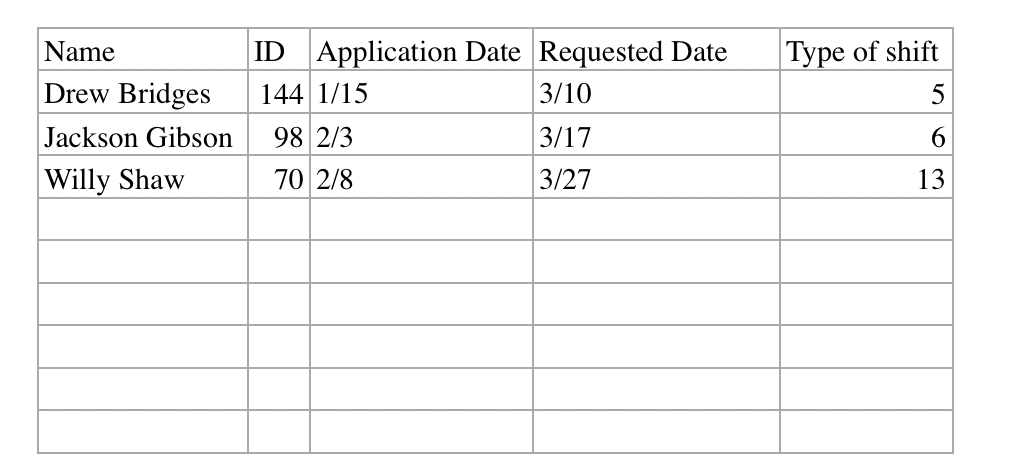 Name ID Application Date Requested Date Type of shift
Drew Bridges 144 1/15 3/10 5
Jackson Gibson 98 2/3 3/17 6
Willy Shaw 70 2/8 3/27 13